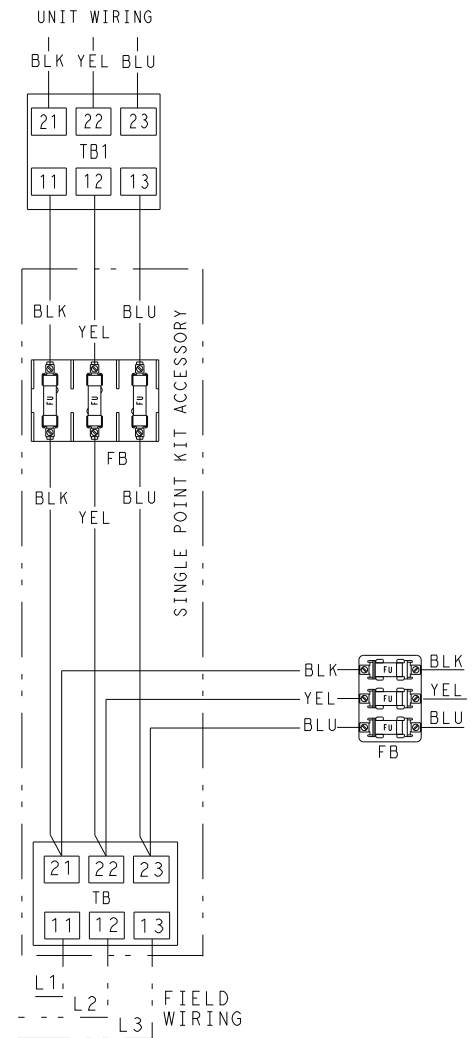 UNIT WIRING
BLK YEL BLU
21 22 23
TB1
11 12 13
BLK BLU
YEL
FU FU FU
FB
BLK BLU
YEL
SINGLE POINT KIT ACCESSORY
BLK FU BLK
YEL FU YEL
BLU FU BLU
FB
21 22 23
TB
11 12 13
L1
L2
L3
FIELD
WIRING